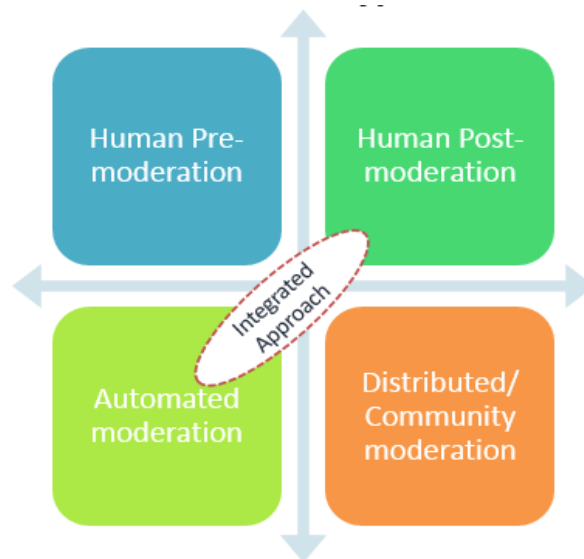 Human Pre-
moderation
Human Post-
moderation
Integrated
Approach
Automated
moderation
Distributed/
Community
moderation